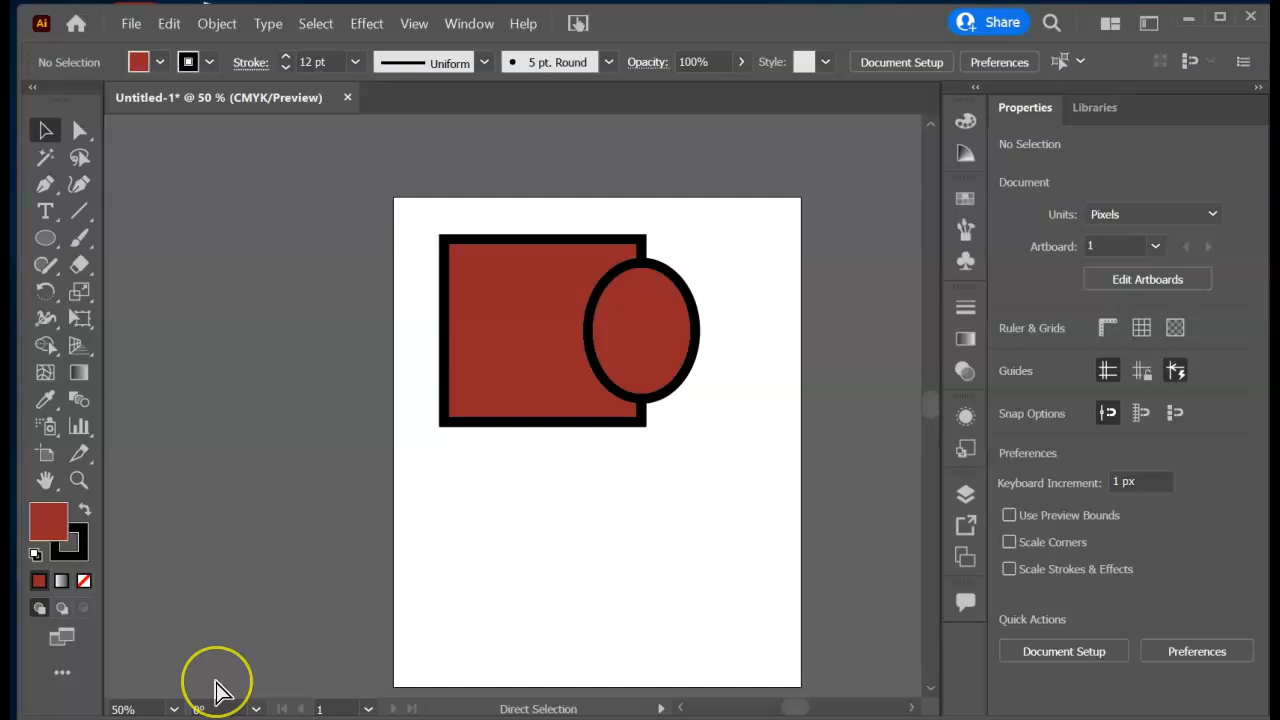 Ai File Edit Object Type Select Effect View Window Help Share
No Selection Stroke: 12 pt Uniform 5 pt. Round Opacity: 100% Style: Document Setup Preferences
Untitled-1* @ 50 % (CMYK/Preview)
Properties Libraries
No Selection
Document
Units: Pixels
Artboard: 1
Edit Artboards
Ruler & Grids
Guides
Snap Options
Preferences
Keyboard Increment: 1 px
Use Preview Bounds
Scale Corners
Scale Strokes & Effects
Quick Actions
Document Setup Preferences
50% 0° 1 Direct Selection